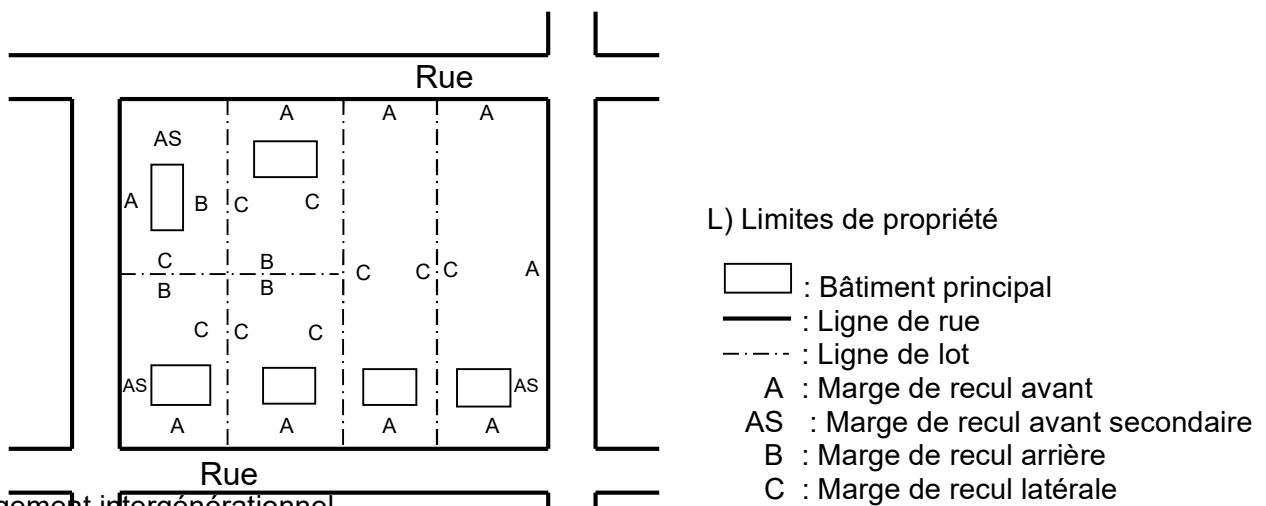 Rue
A A A
AS
A B C C
C B C C C A
B B
C C C
AS AS
A A A A
Rue
L) Limites de propriété
: Bâtiment principal
: Ligne de rue
: Ligne de lot
A : Marge de recul avant
AS : Marge de recul avant secondaire
B : Marge de recul arrière
C : Marge de recul latérale
intergénérationnel